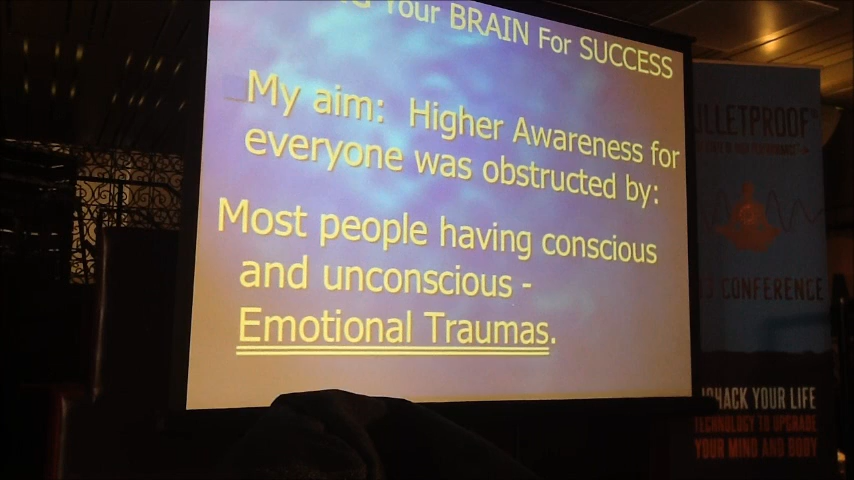 Your BRAIN For SUCCESS
My aim: Higher Awareness for
everyone was obstructed by:
Most people having conscious
and unconscious -
Emotional Traumas.
CONFERENCE
YOUR LIFE
TECHNOLOGY TO UPGRADE
YOUR MIND AND BODY